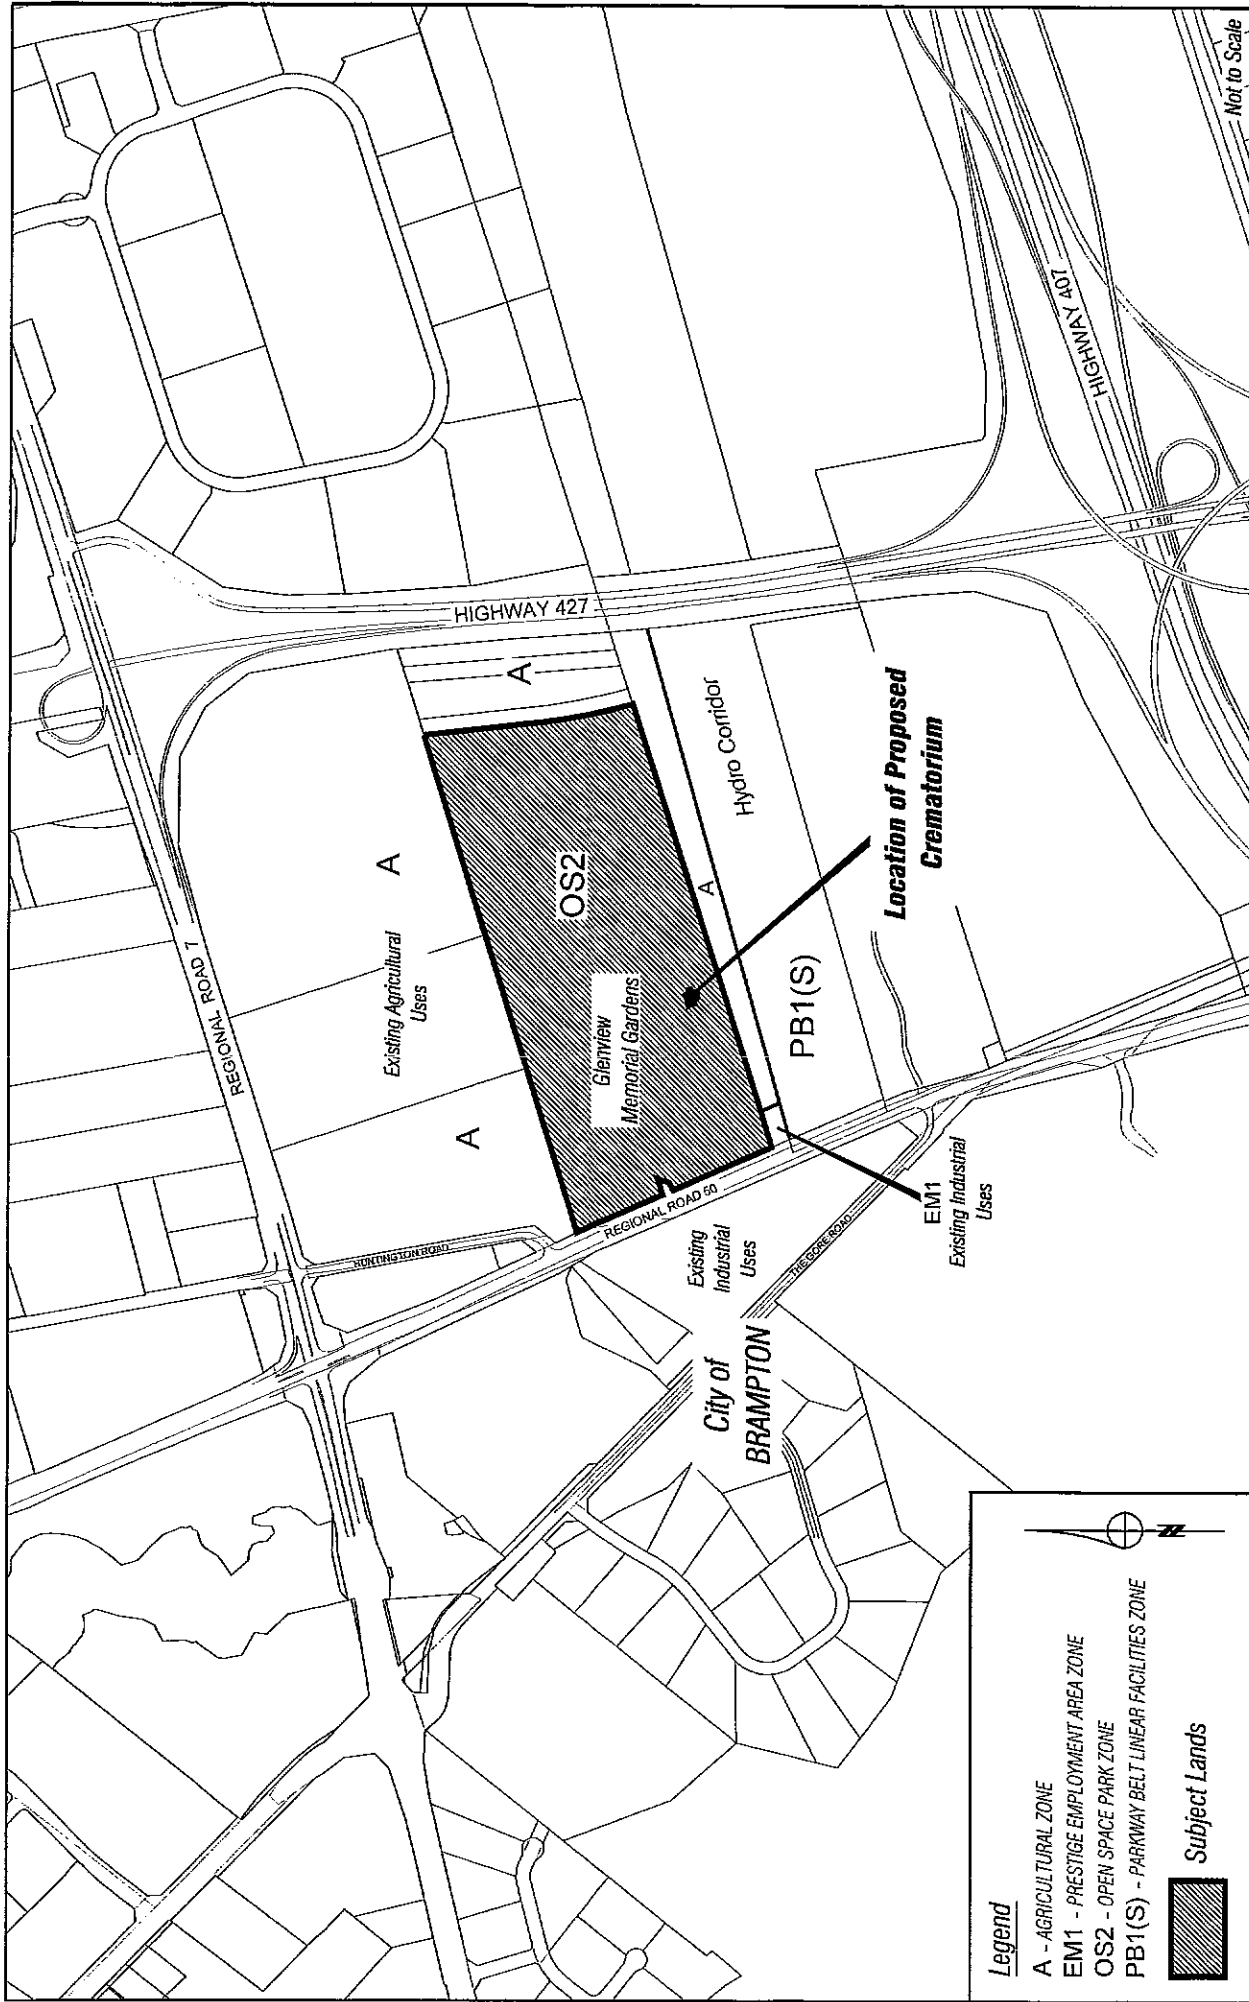 REGIONAL ROAD 7
HIGHWAY 427
HIGHWAY 407
HUNTINGTON ROAD
REGIONAL ROAD 50
THE GORE ROAD
A
Existing Agricultural
Uses
A
A
OS2
Glenview
Memorial Gardens
A
Hydro Corridor
PB1(S)
Location of Proposed
Crematorium
EM1
Existing Industrial
Uses
Existing
Industrial
Uses
City of
BRAMPTON
Legend
A - AGRICULTURAL ZONE
EM1 - PRESTIGE EMPLOYMENT AREA ZONE
OS2 - OPEN SPACE PARK ZONE
PB1(S) - PARKWAY BELT LINEAR FACILITIES ZONE
Subject Lands
N
Not to Scale